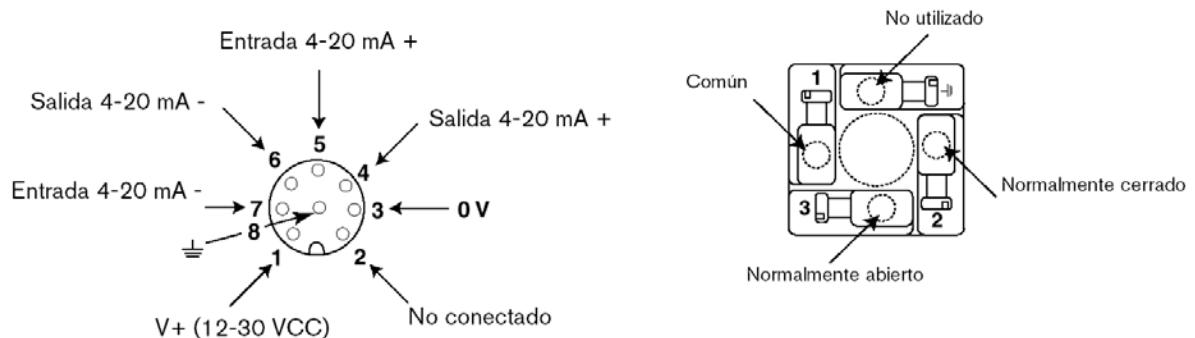 Entrada 4-20 mA +
Salida 4-20 mA -
Salida 4-20 mA +
5
6
4
Entrada 4-20 mA -
7
3
0 V
8
1
2
V+ (12-30 VCC)
No conectado
No utilizado
Común
1
Normalmente cerrado
3
2
Normalmente abierto